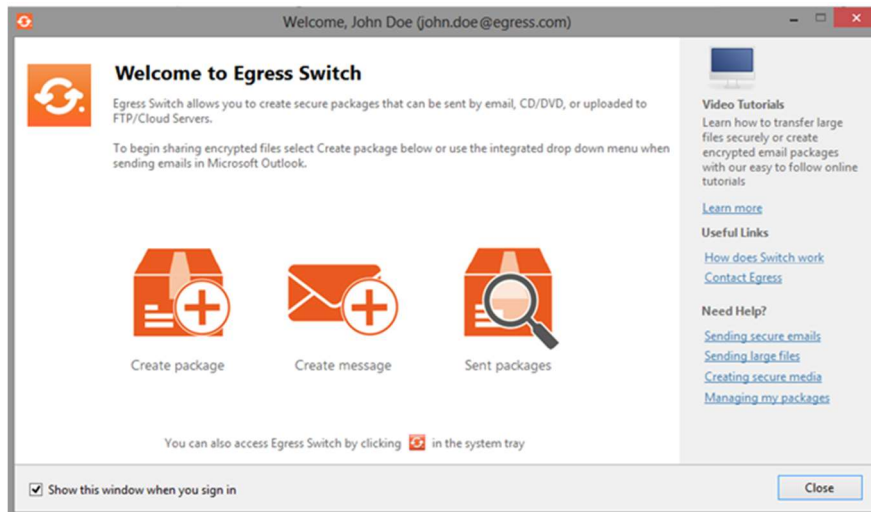 Welcome, John Doe (john.doe@egress.com)
Welcome to Egress Switch
Egress Switch allows you to create secure packages that can be sent by email, CD/DVD, or uploaded to
FTP/Cloud Servers.
To begin sharing encrypted files select Create package below or use the integrated drop down menu when
sending emails in Microsoft Outlook.
Create package
Create message
Sent packages
You can also access Egress Switch by clicking in the system tray
Show this window when you sign in
Video Tutorials
Learn how to transfer large
files securely or create
encrypted email packages
with our easy to follow online
tutorials
Learn more
Useful Links
How does Switch work
Contact Egress
Need Help?
Sending secure emails
Sending large files
Creating secure media
Managing my packages
Close